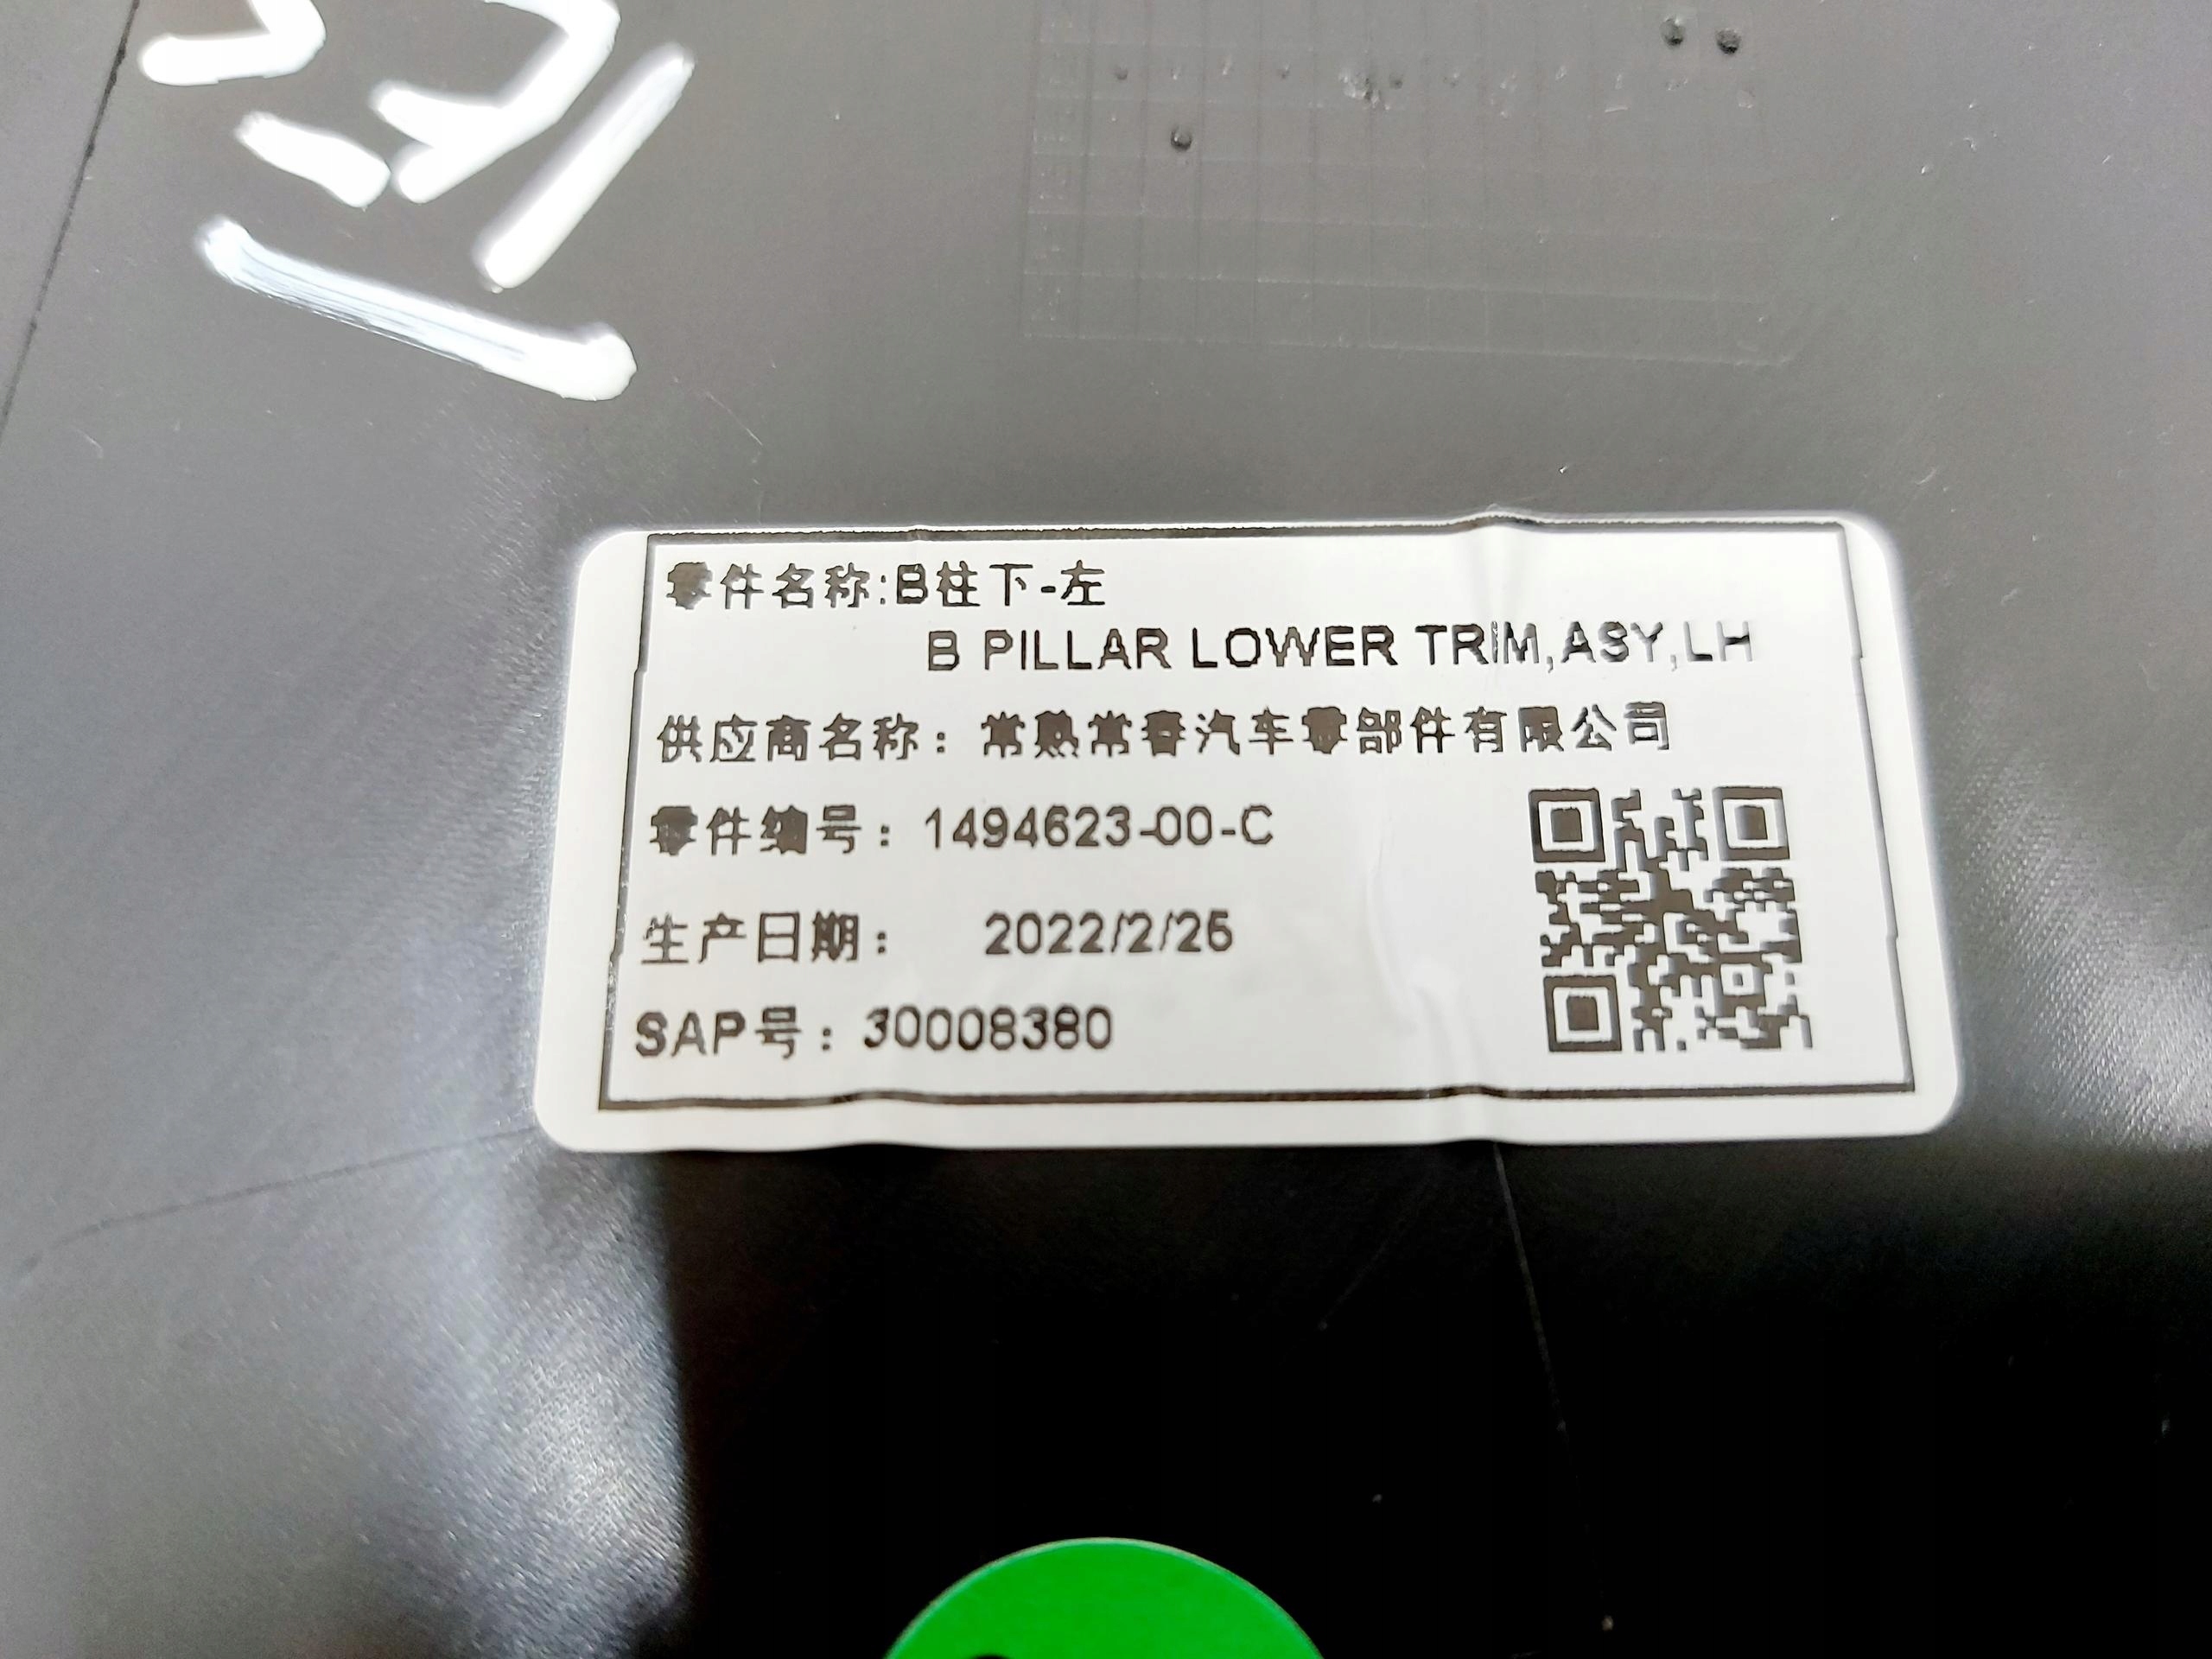 零件名称:B柱下-左
B PILLAR LOWER TRIM,ASY,LH
供应商名称：常熟常春汽车零部件有限公司
零件编号：1494623-00-C
生产日期： 2022/2/25
SAP号：30008380